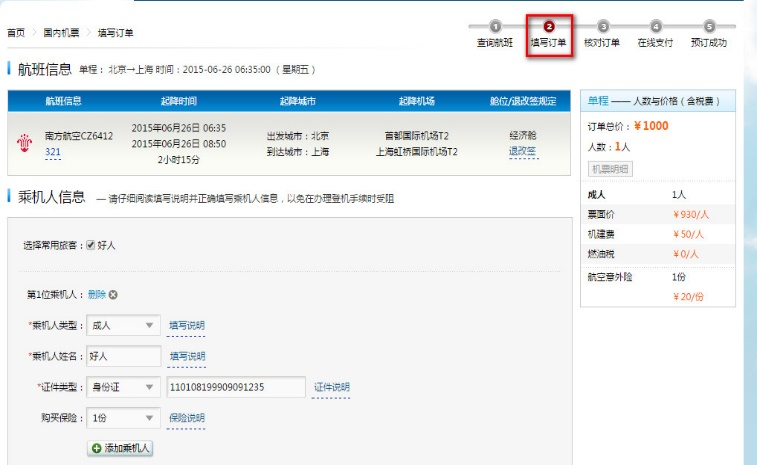 首页 > 国内机票 > 填写订单
1 2 3 4 5
查询航班 填写订单 核对订单 在线支付 预订成功
航班信息 单程：北京→上海 时间：2015-06-26 06:35:00（星期五）
航班信息 起降时间 起降城市 起降机场 舱位/退改签规定
南方航空CZ6412
321
2015年06月26日 06:35
2015年06月26日 08:50
2小时15分
出发城市：北京
到达城市：上海
首都国际机场T2
上海虹桥国际机场T2
经济舱
退改签
单程 —— 人数与价格（含税费）
订单总价：￥1000
人数：1人
机票明细
成人 1人
票面价 ￥930/人
机建费 ￥50/人
燃油税 ￥0/人
航空意外险 1份
￥20/份
乘机人信息 — 请仔细阅读填写说明并正确填写乘机人信息，以免在办理登机手续时受阻
选择常用旅客： 好人
第1位乘机人：删除
*乘机人类型：成人 填写说明
*乘机人姓名：好人 填写说明
*证件类型：身份证 110108199909091235 证件说明
购买保险：1份 保险说明
添加乘机人